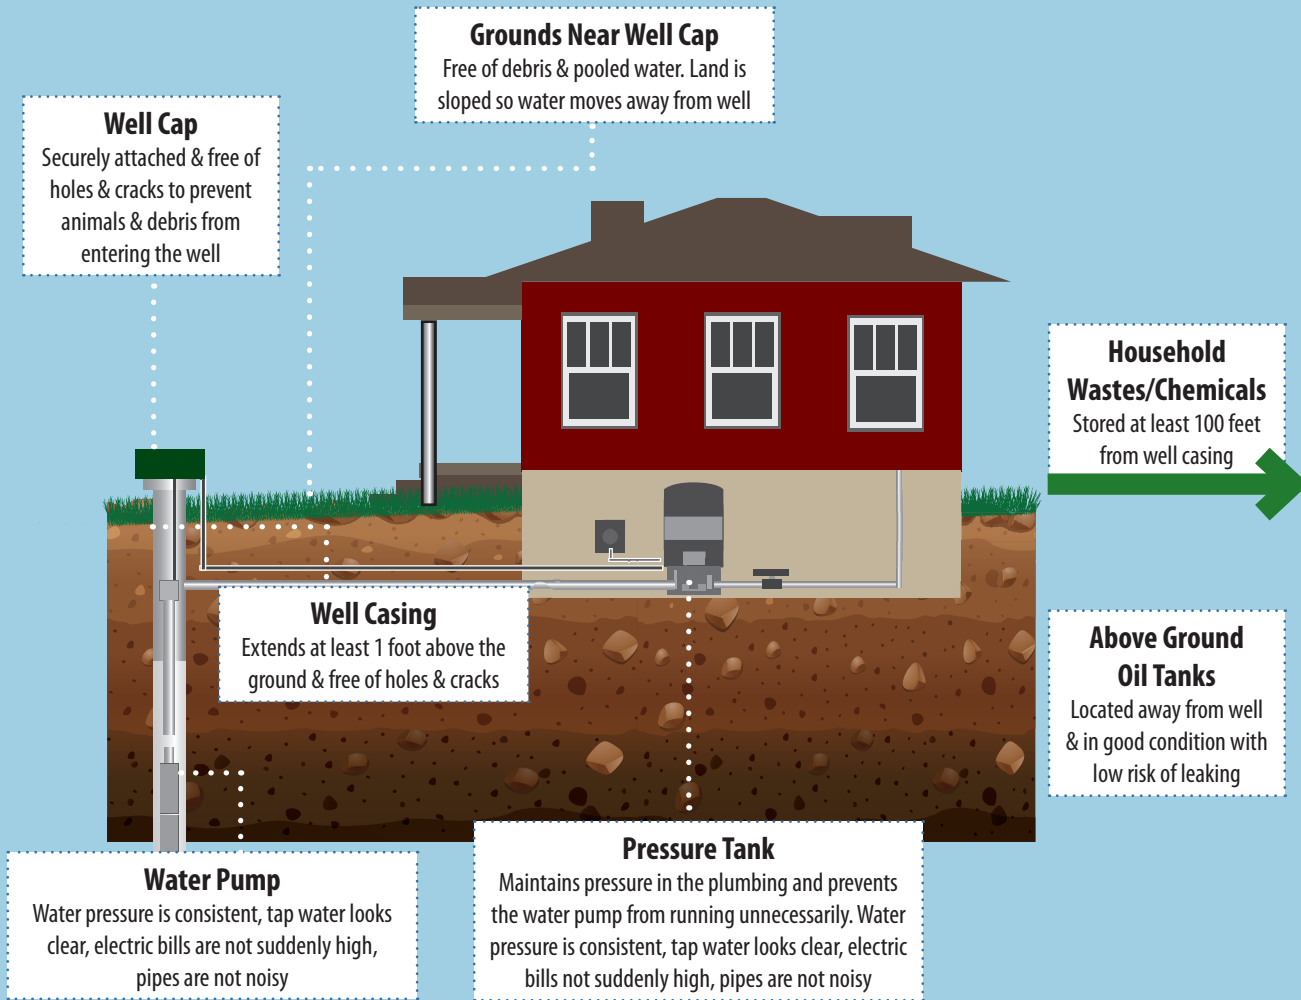 Grounds Near Well Cap
Free of debris & pooled water. Land is
sloped so water moves away from well
Well Cap
Securely attached & free of
holes & cracks to prevent
animals & debris from
entering the well
Household
Wastes/Chemicals
Stored at least 100 feet
from well casing
Well Casing
Extends at least 1 foot above the
ground & free of holes & cracks
Above Ground
Oil Tanks
Located away from well
& in good condition with
low risk of leaking
Water Pump
Water pressure is consistent, tap water looks
clear, electric bills are not suddenly high,
pipes are not noisy
Pressure Tank
Maintains pressure in the plumbing and prevents
the water pump from running unnecessarily. Water
pressure is consistent, tap water looks clear, electric
bills not suddenly high, pipes are not noisy